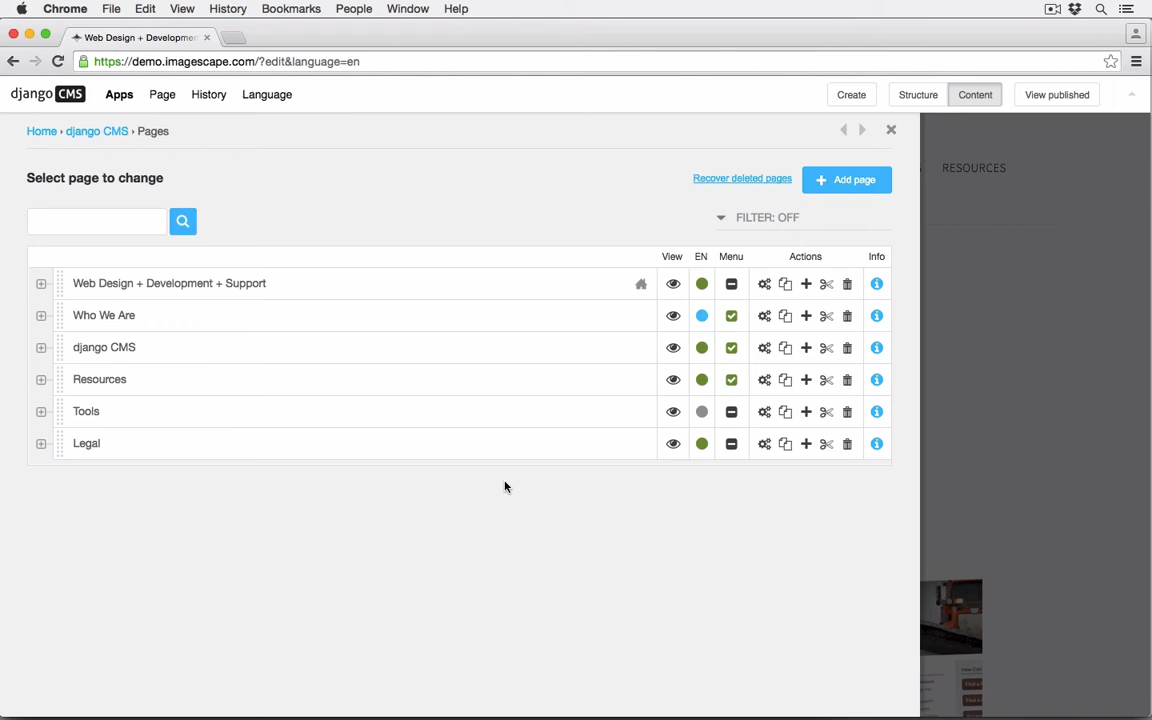 Chrome File Edit View History Bookmarks People Window Help
Web Design + Developmen
https://demo.imagescape.com/?edit&language=en
django CMS Apps Page History Language Create Structure Content View published
Home › django CMS › Pages
RESOURCES
Select page to change Recover deleted pages Add page
FILTER: OFF
View EN Menu Actions Info
Web Design + Development + Support
Who We Are
django CMS
Resources
Tools
Legal